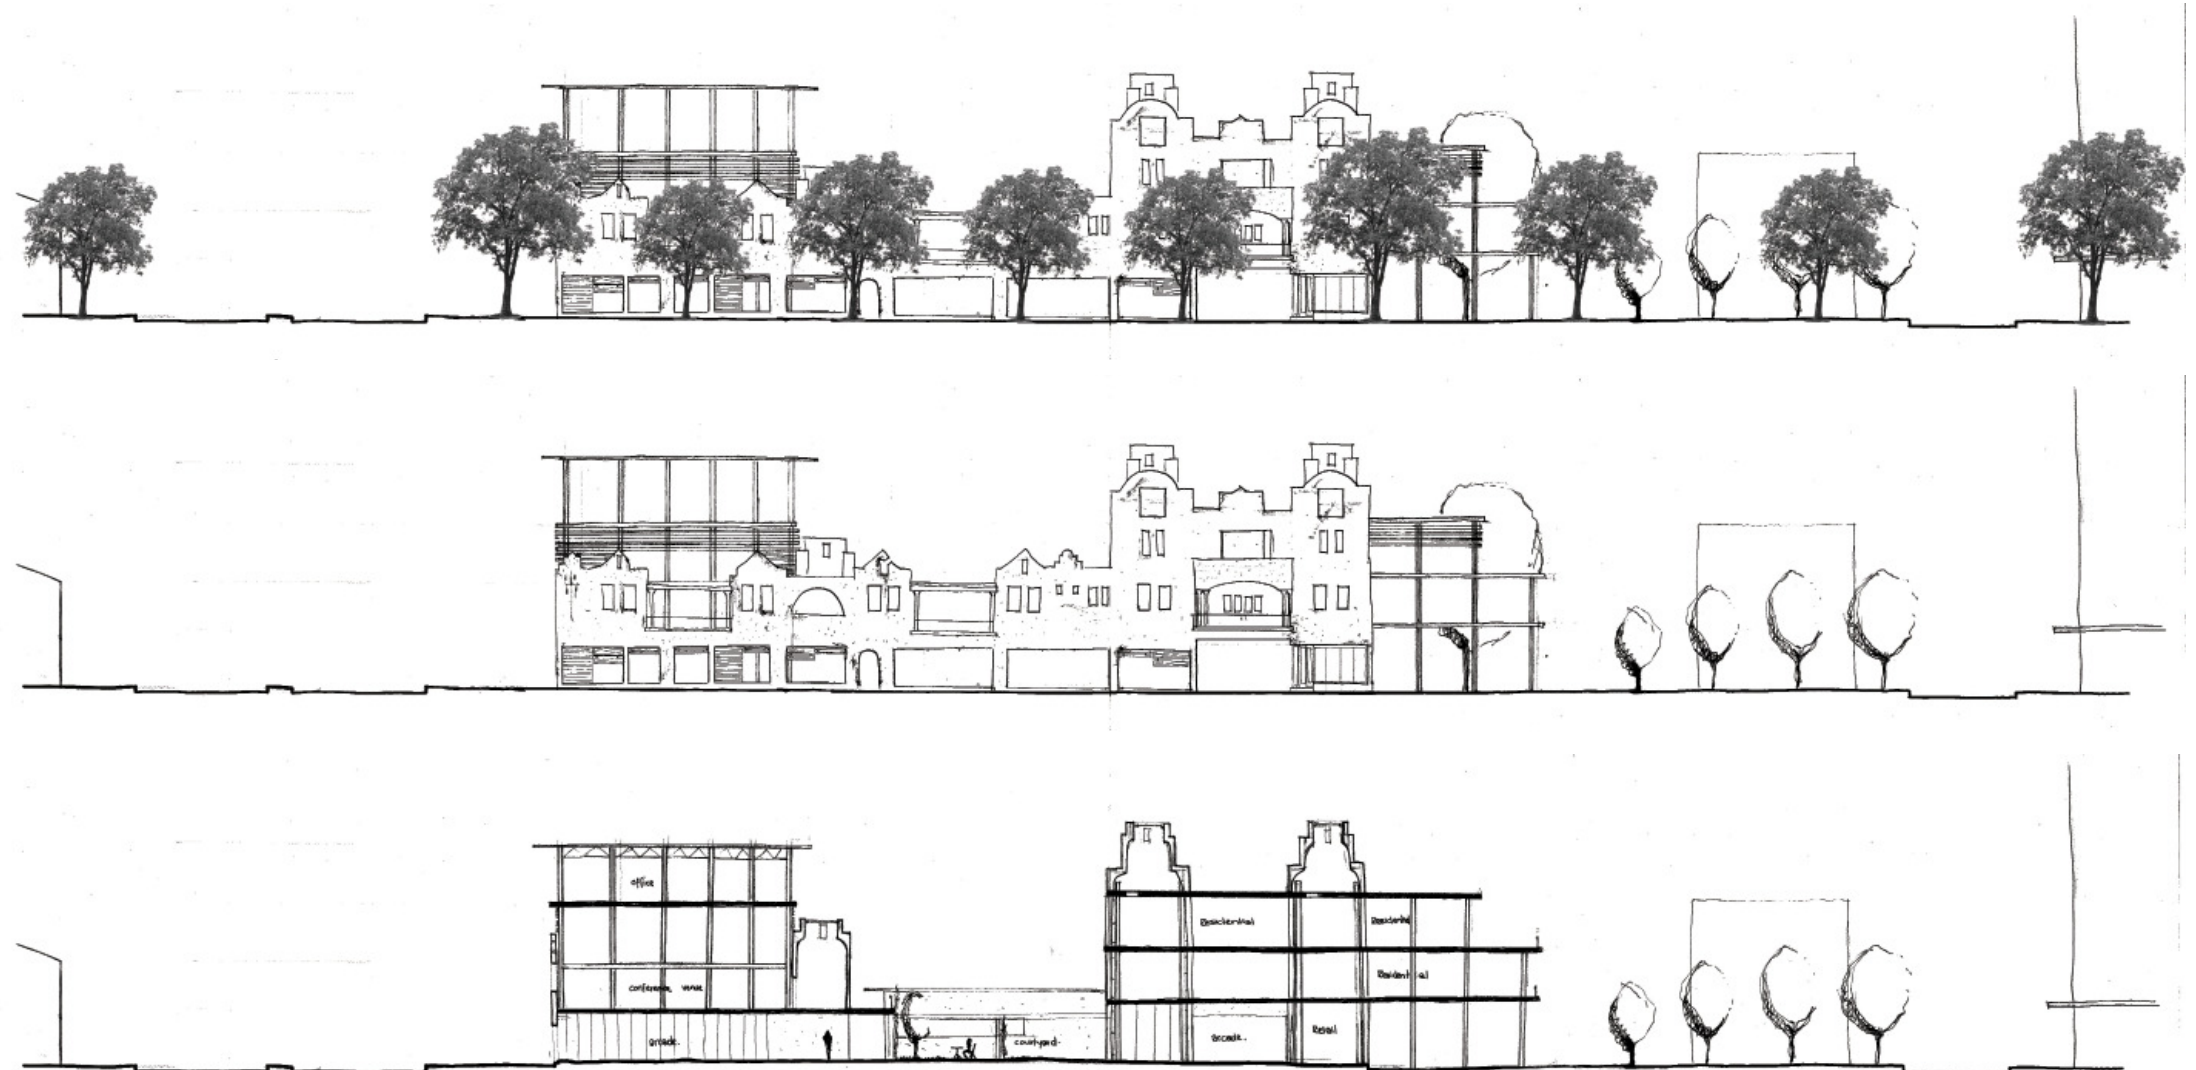 office
Residential
Residential
conference venue
Residential
arcade.
courtyard.
arcade.
Retail